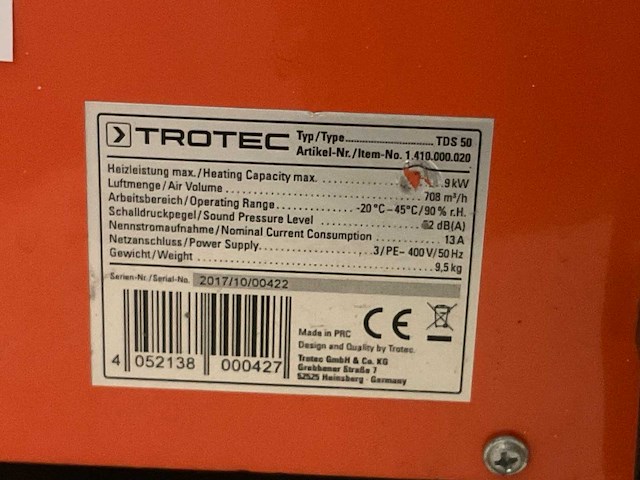 TROTEC
Typ/Type.................... TDS 50
Artikel-Nr./Item-No. 1.410.000.020
Heizleistung max./Heating Capacity max. ........ 9 kW
Luftmenge/Air Volume ........ 708 m³/h
Arbeitsbereich/Operating Range ........ -20 °C – 45°C/90 % r.H.
Schalldruckpegel/Sound Pressure Level ........ dB(A)
Nennstromaufnahme/Nominal Current Consumption ........ 13 A
Netzanschluss/Power Supply ........ 3/PE~ 400 V/50 Hz
Gewicht/Weight ........ 9,5 kg
Serien-Nr./Serial-No. 2017/10/00422
CE
Made in PRC
Design and Quality by Trotec.
Trotec GmbH & Co. KG
Grebbener Straße 7
52525 Heinsberg · Germany
4 052138 000427